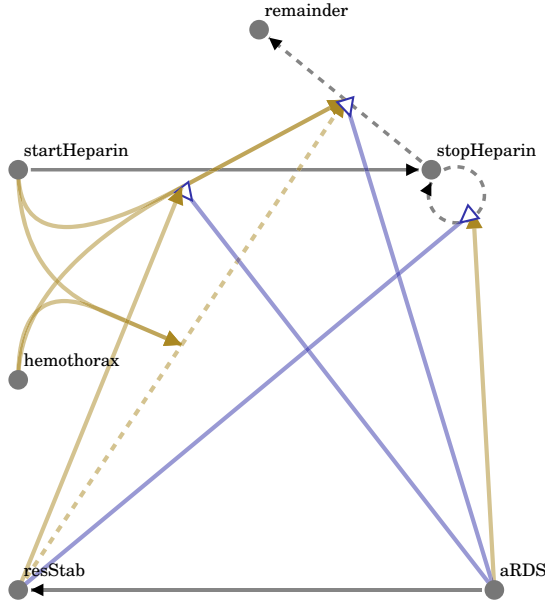 remainder
startHeparin
stopHeparin
hemothorax
resStab
aRDS